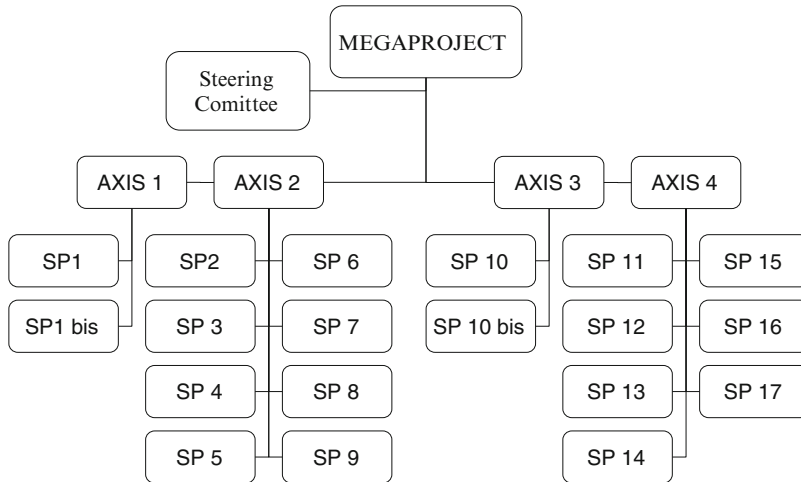 MEGAPROJECT
Steering
Comittee
AXIS 1
AXIS 2
AXIS 3
AXIS 4
SP1
SP2
SP 6
SP 10
SP 11
SP 15
SP1 bis
SP 3
SP 7
SP 10 bis
SP 12
SP 16
SP 4
SP 8
SP 13
SP 17
SP 5
SP 9
SP 14